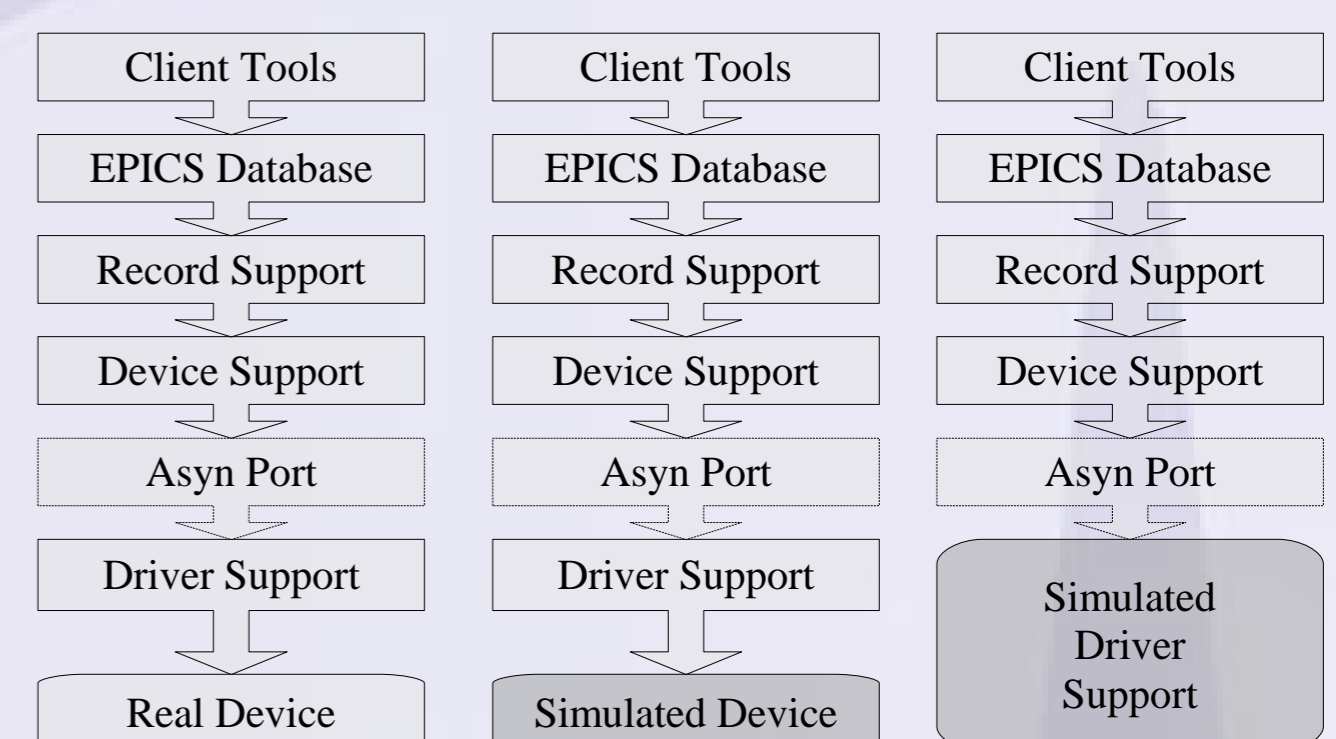 Client Tools
EPICS Database
Record Support
Device Support
Asyn Port
Driver Support
Real Device
Client Tools
EPICS Database
Record Support
Device Support
Asyn Port
Driver Support
Simulated Device
Client Tools
EPICS Database
Record Support
Device Support
Asyn Port
Simulated
Driver
Support